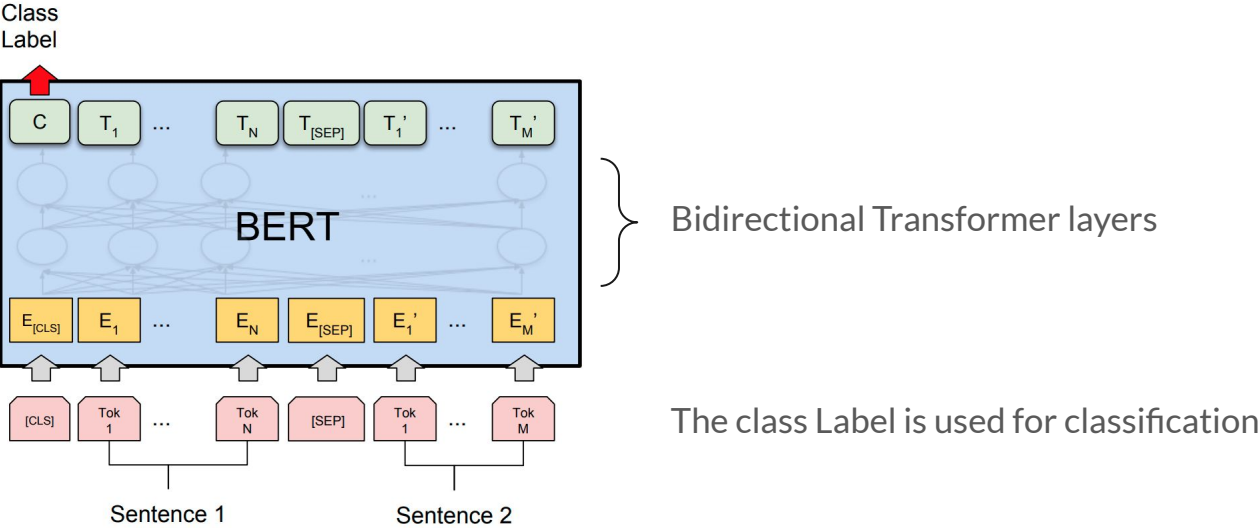 Class
Label
C T1 ... TN T[SEP] T1’ ... TM’
...
BERT
...
E[CLS] E1 ... EN E[SEP] E1’ ... EM’
[CLS] Tok 1 ... Tok N [SEP] Tok 1 ... Tok M
Sentence 1 Sentence 2
Bidirectional Transformer layers
The class Label is used for classification